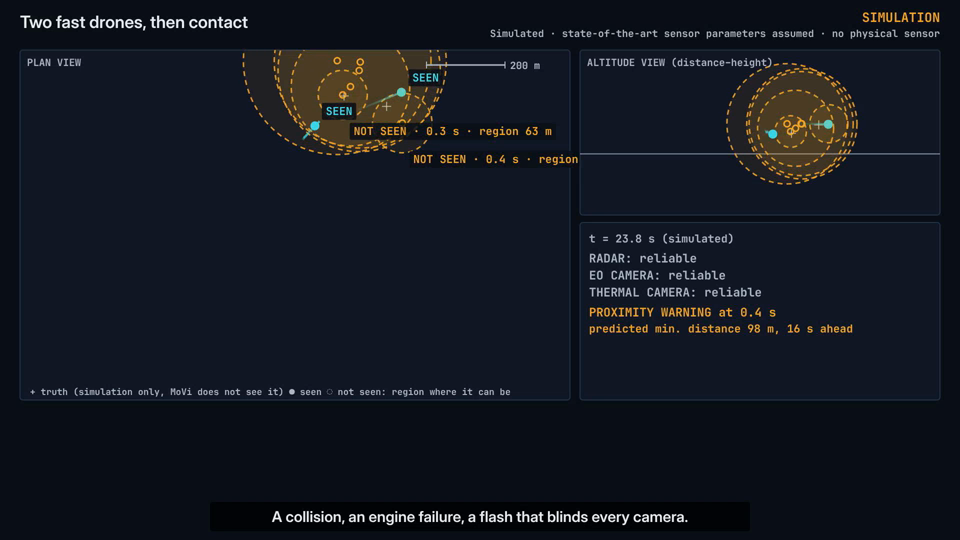 Two fast drones, then contact
SIMULATION
Simulated · state-of-the-art sensor parameters assumed · no physical sensor
PLAN VIEW
200 m
SEEN
SEEN
NOT SEEN · 0.3 s · region 63 m
NOT SEEN · 0.4 s · region
+ truth (simulation only, MoVi does not see it) ● seen ○ not seen: region where it can be
ALTITUDE VIEW (distance-height)
t = 23.8 s (simulated)
RADAR: reliable
EO CAMERA: reliable
THERMAL CAMERA: reliable
PROXIMITY WARNING at 0.4 s
predicted min. distance 98 m, 16 s ahead
A collision, an engine failure, a flash that blinds every camera.